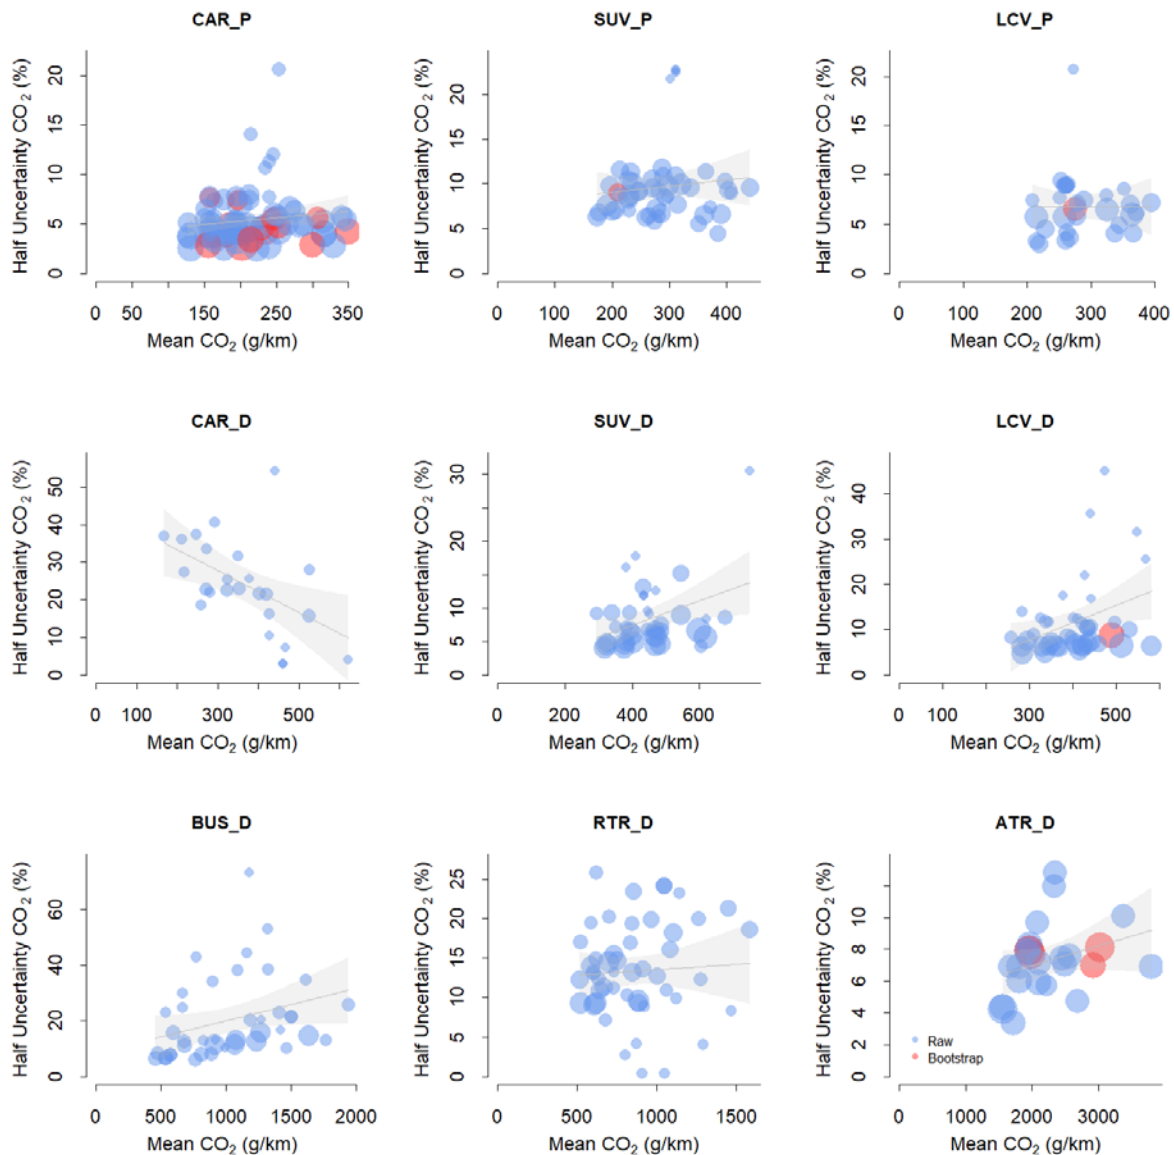 CAR_P
SUV_P
LCV_P
Half Uncertainty CO₂ (%)
0 5 10 15 20
0 50 150 250 350
Mean CO₂ (g/km)
Half Uncertainty CO₂ (%)
0 5 10 15 20
0 100 200 300 400
Mean CO₂ (g/km)
Half Uncertainty CO₂ (%)
0 5 10 15 20
0 100 200 300 400
Mean CO₂ (g/km)
CAR_D
SUV_D
LCV_D
Half Uncertainty CO₂ (%)
0 10 20 30 40 50
0 100 300 500
Mean CO₂ (g/km)
Half Uncertainty CO₂ (%)
0 5 10 20 30
0 200 400 600
Mean CO₂ (g/km)
Half Uncertainty CO₂ (%)
0 10 20 30 40
0 100 300 500
Mean CO₂ (g/km)
BUS_D
RTR_D
ATR_D
Half Uncertainty CO₂ (%)
0 20 40 60
0 500 1000 1500 2000
Mean CO₂ (g/km)
Half Uncertainty CO₂ (%)
0 5 10 15 20 25
0 500 1000 1500
Mean CO₂ (g/km)
Half Uncertainty CO₂ (%)
0 2 4 6 8 10
Raw
Bootstrap
0 1000 2000 3000
Mean CO₂ (g/km)